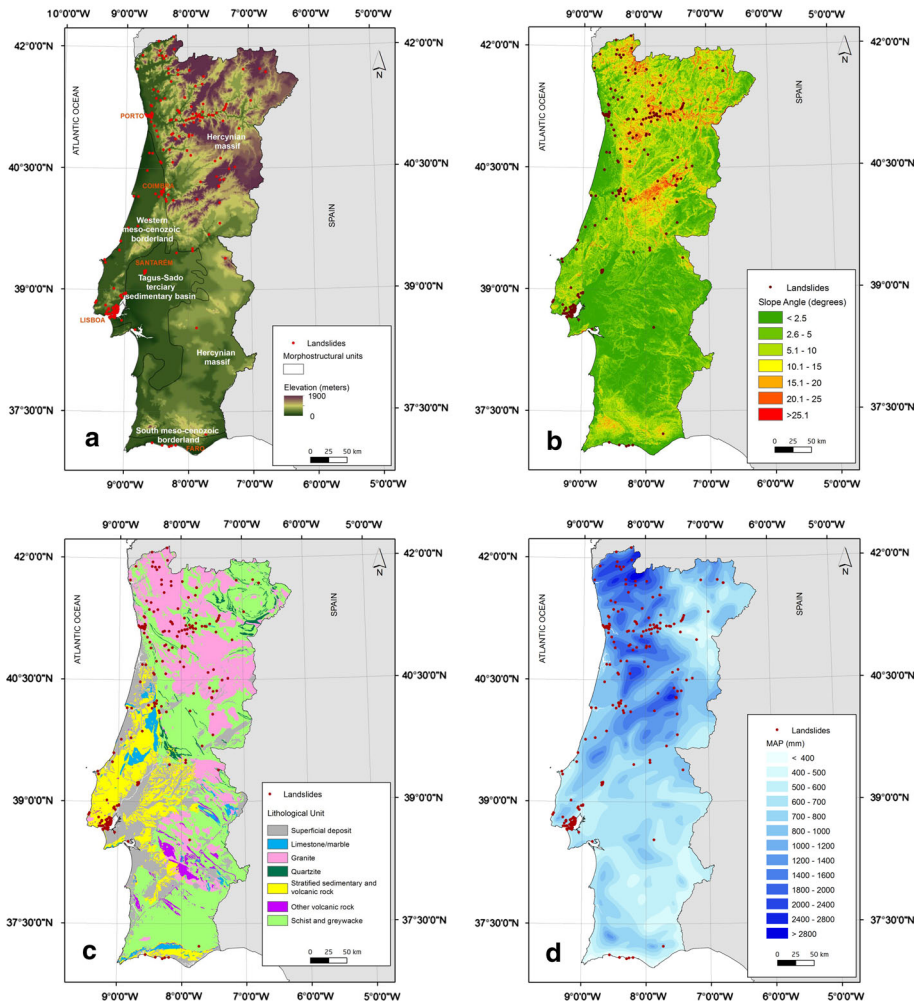 10°0'0"W 9°0'0"W 8°0'0"W 7°0'0"W 6°0'0"W 5°0'0"W
42°0'0"N
42°0'0"N
N
ATLANTIC OCEAN
PORTO
Hercynian
massif
40°30'0"N
40°30'0"N
COIMBRA
SPAIN
Western
meso-cenozoic
borderland
SANTARÉM
Tagus-Sado
terciary
sedimentary basin
39°0'0"N
39°0'0"N
LISBOA
Hercynian
massif
Landslides
Morphostructural units
Elevation (meters)
1900
0
37°30'0"N
37°30'0"N
South meso-cenozoic
borderland
FARO
a
0 25 50 km
9°0'0"W 8°0'0"W 7°0'0"W 6°0'0"W 5°0'0"W
9°0'0"W 8°0'0"W 7°0'0"W 6°0'0"W 5°0'0"W
42°0'0"N
42°0'0"N
N
ATLANTIC OCEAN
SPAIN
40°30'0"N
40°30'0"N
39°0'0"N
39°0'0"N
Landslides
Slope Angle (degrees)
< 2.5
2.6 - 5
5.1 - 10
10.1 - 15
15.1 - 20
20.1 - 25
>25.1
37°30'0"N
37°30'0"N
b
0 25 50 km
9°0'0"W 8°0'0"W 7°0'0"W 6°0'0"W 5°0'0"W
9°0'0"W 8°0'0"W 7°0'0"W 6°0'0"W
42°0'0"N
42°0'0"N
N
ATLANTIC OCEAN
SPAIN
40°30'0"N
40°30'0"N
39°0'0"N
39°0'0"N
Landslides
Lithological Unit
Superficial deposit
Limestone/marble
Granite
Quartzite
Stratified sedimentary and
volcanic rock
Other volcanic rock
Schist and greywacke
37°30'0"N
37°30'0"N
c
0 25 50 km
9°0'0"W 8°0'0"W 7°0'0"W 6°0'0"W 5°0'0"W
9°0'0"W 8°0'0"W 7°0'0"W 6°0'0"W 5°0'0"W
42°0'0"N
42°0'0"N
N
ATLANTIC OCEAN
SPAIN
40°30'0"N
40°30'0"N
39°0'0"N
39°0'0"N
Landslides
MAP (mm)
< 400
400 - 500
500 - 600
600 - 700
700 - 800
800 - 1000
1000 - 1200
1200 - 1400
1400 - 1600
1800 - 2000
2000 - 2400
2400 - 2800
> 2800
37°30'0"N
37°30'0"N
d
0 25 50 km
9°0'0"W 8°0'0"W 7°0'0"W 6°0'0"W 5°0'0"W